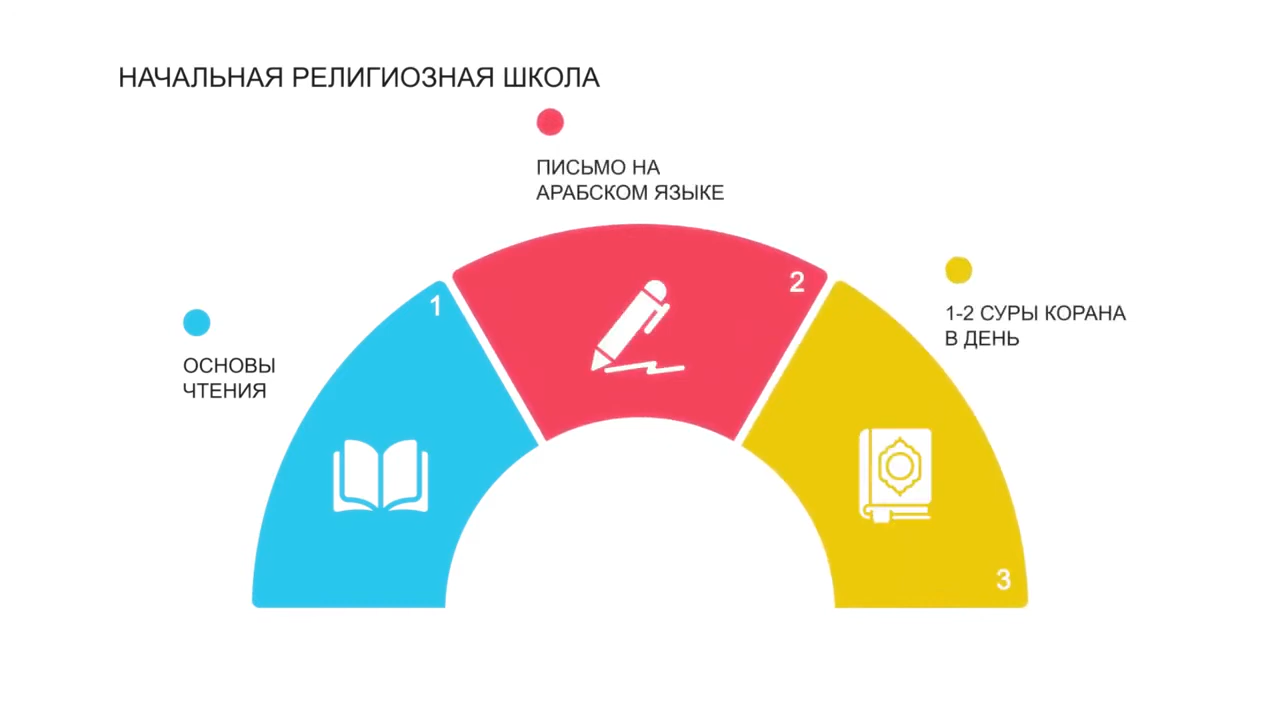 НАЧАЛЬНАЯ РЕЛИГИОЗНАЯ ШКОЛА
ПИСЬМО НА
АРАБСКОМ ЯЗЫКЕ
2
1
1-2 СУРЫ КОРАНА
В ДЕНЬ
ОСНОВЫ
ЧТЕНИЯ
3